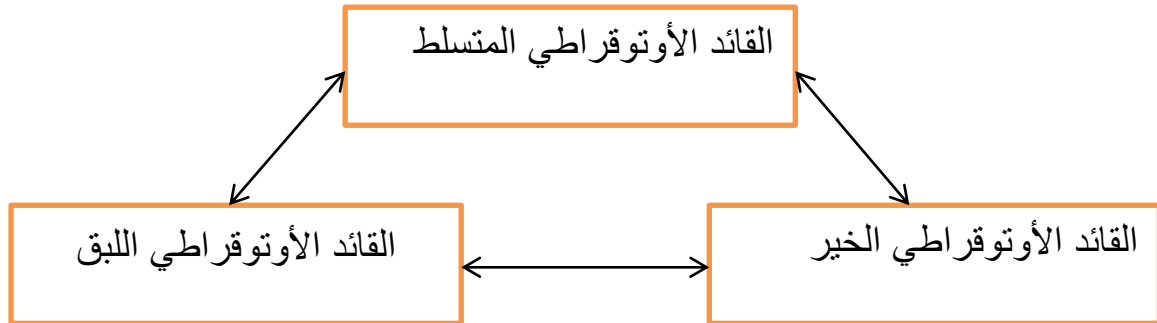 القائد الأوتوقراطي المتسلط
القائد الأوتوقراطي الخير
القائد الأوتوقراطي اللبق